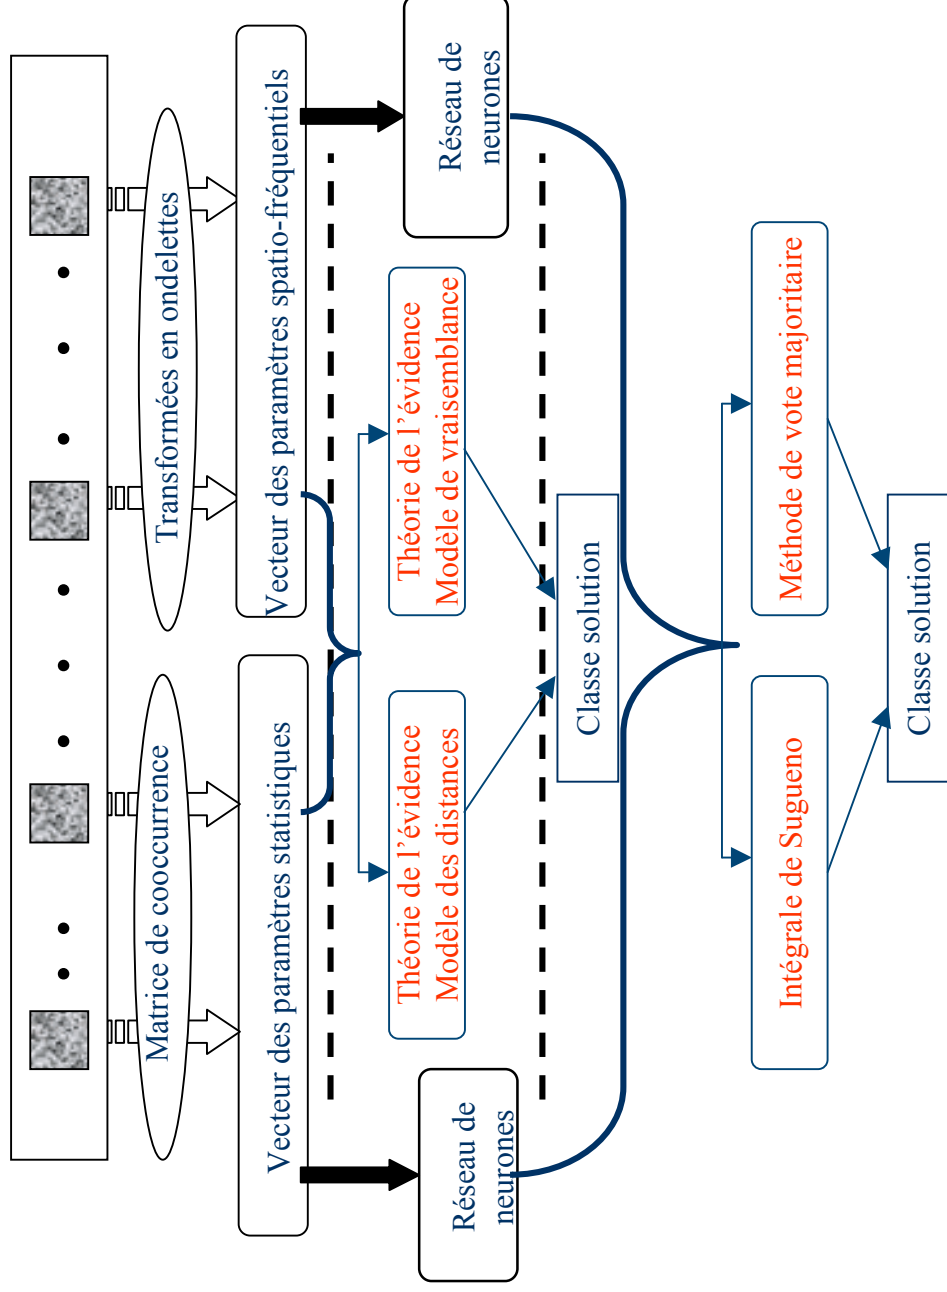 Matrice de cooccurrence
Transformées en ondelettes
Vecteur des paramètres statistiques
Vecteur des paramètres spatio-fréquentiels
Réseau de
neurones
Théorie de l'évidence
Modèle des distances
Théorie de l'évidence
Modèle de vraisemblance
Réseau de
neurones
Classe solution
Intégrale de Sugueno
Méthode de vote majoritaire
Classe solution